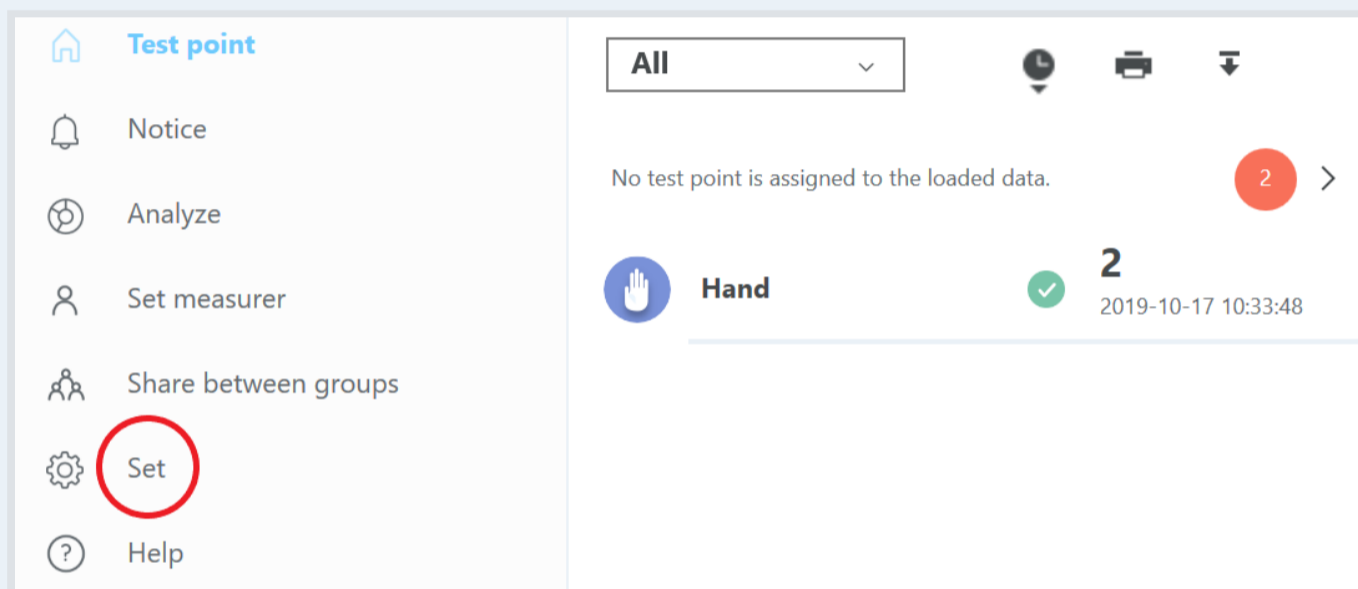 Test point
Notice
Analyze
Set measurer
Share between groups
Set
? Help
All
No test point is assigned to the loaded data.
2
Hand
2
2019-10-17 10:33:48